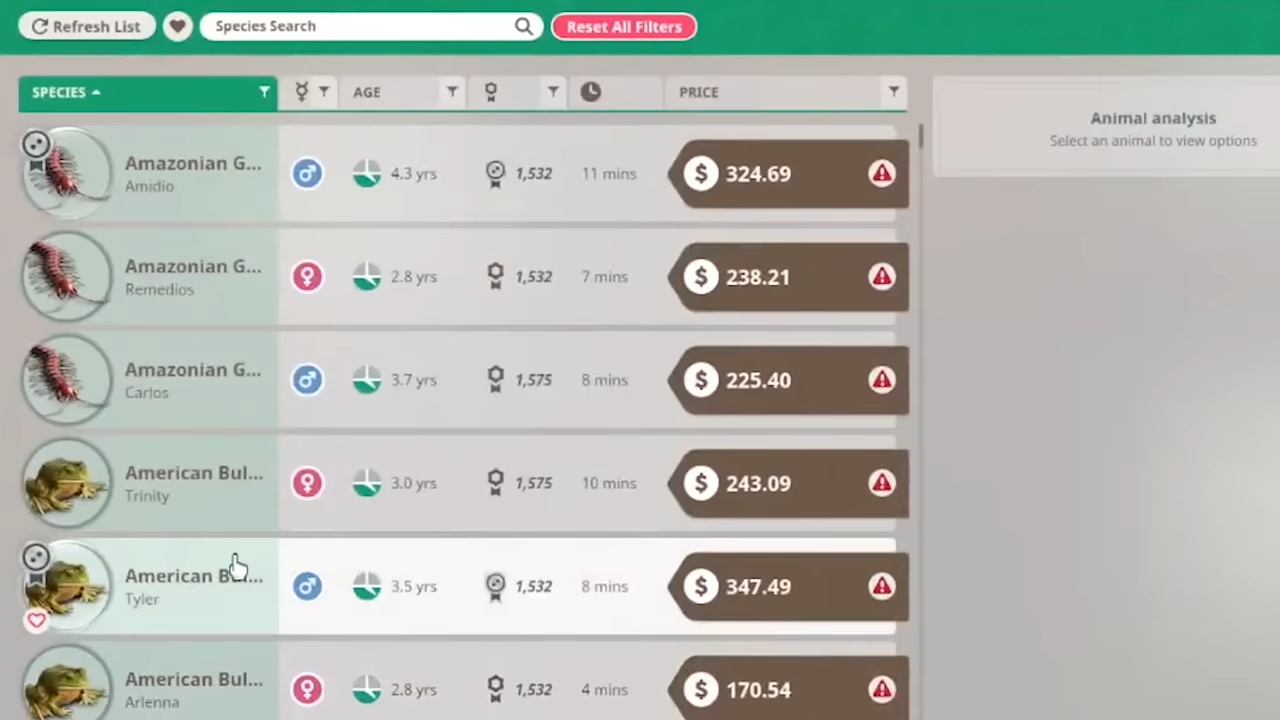 Refresh List
Species Search
Reset All Filters
SPECIES
AGE
PRICE
Animal analysis
Select an animal to view options
Amazonian G...
Amidio
4.3 yrs
1,532
11 mins
$ 324.69
Amazonian G...
Remedios
2.8 yrs
1,532
7 mins
$ 238.21
Amazonian G...
Carlos
3.7 yrs
1,575
8 mins
$ 225.40
American Bul...
Trinity
3.0 yrs
1,575
10 mins
$ 243.09
American Bul...
Tyler
3.5 yrs
1,532
8 mins
$ 347.49
American Bul...
Arlenna
2.8 yrs
1,532
4 mins
$ 170.54